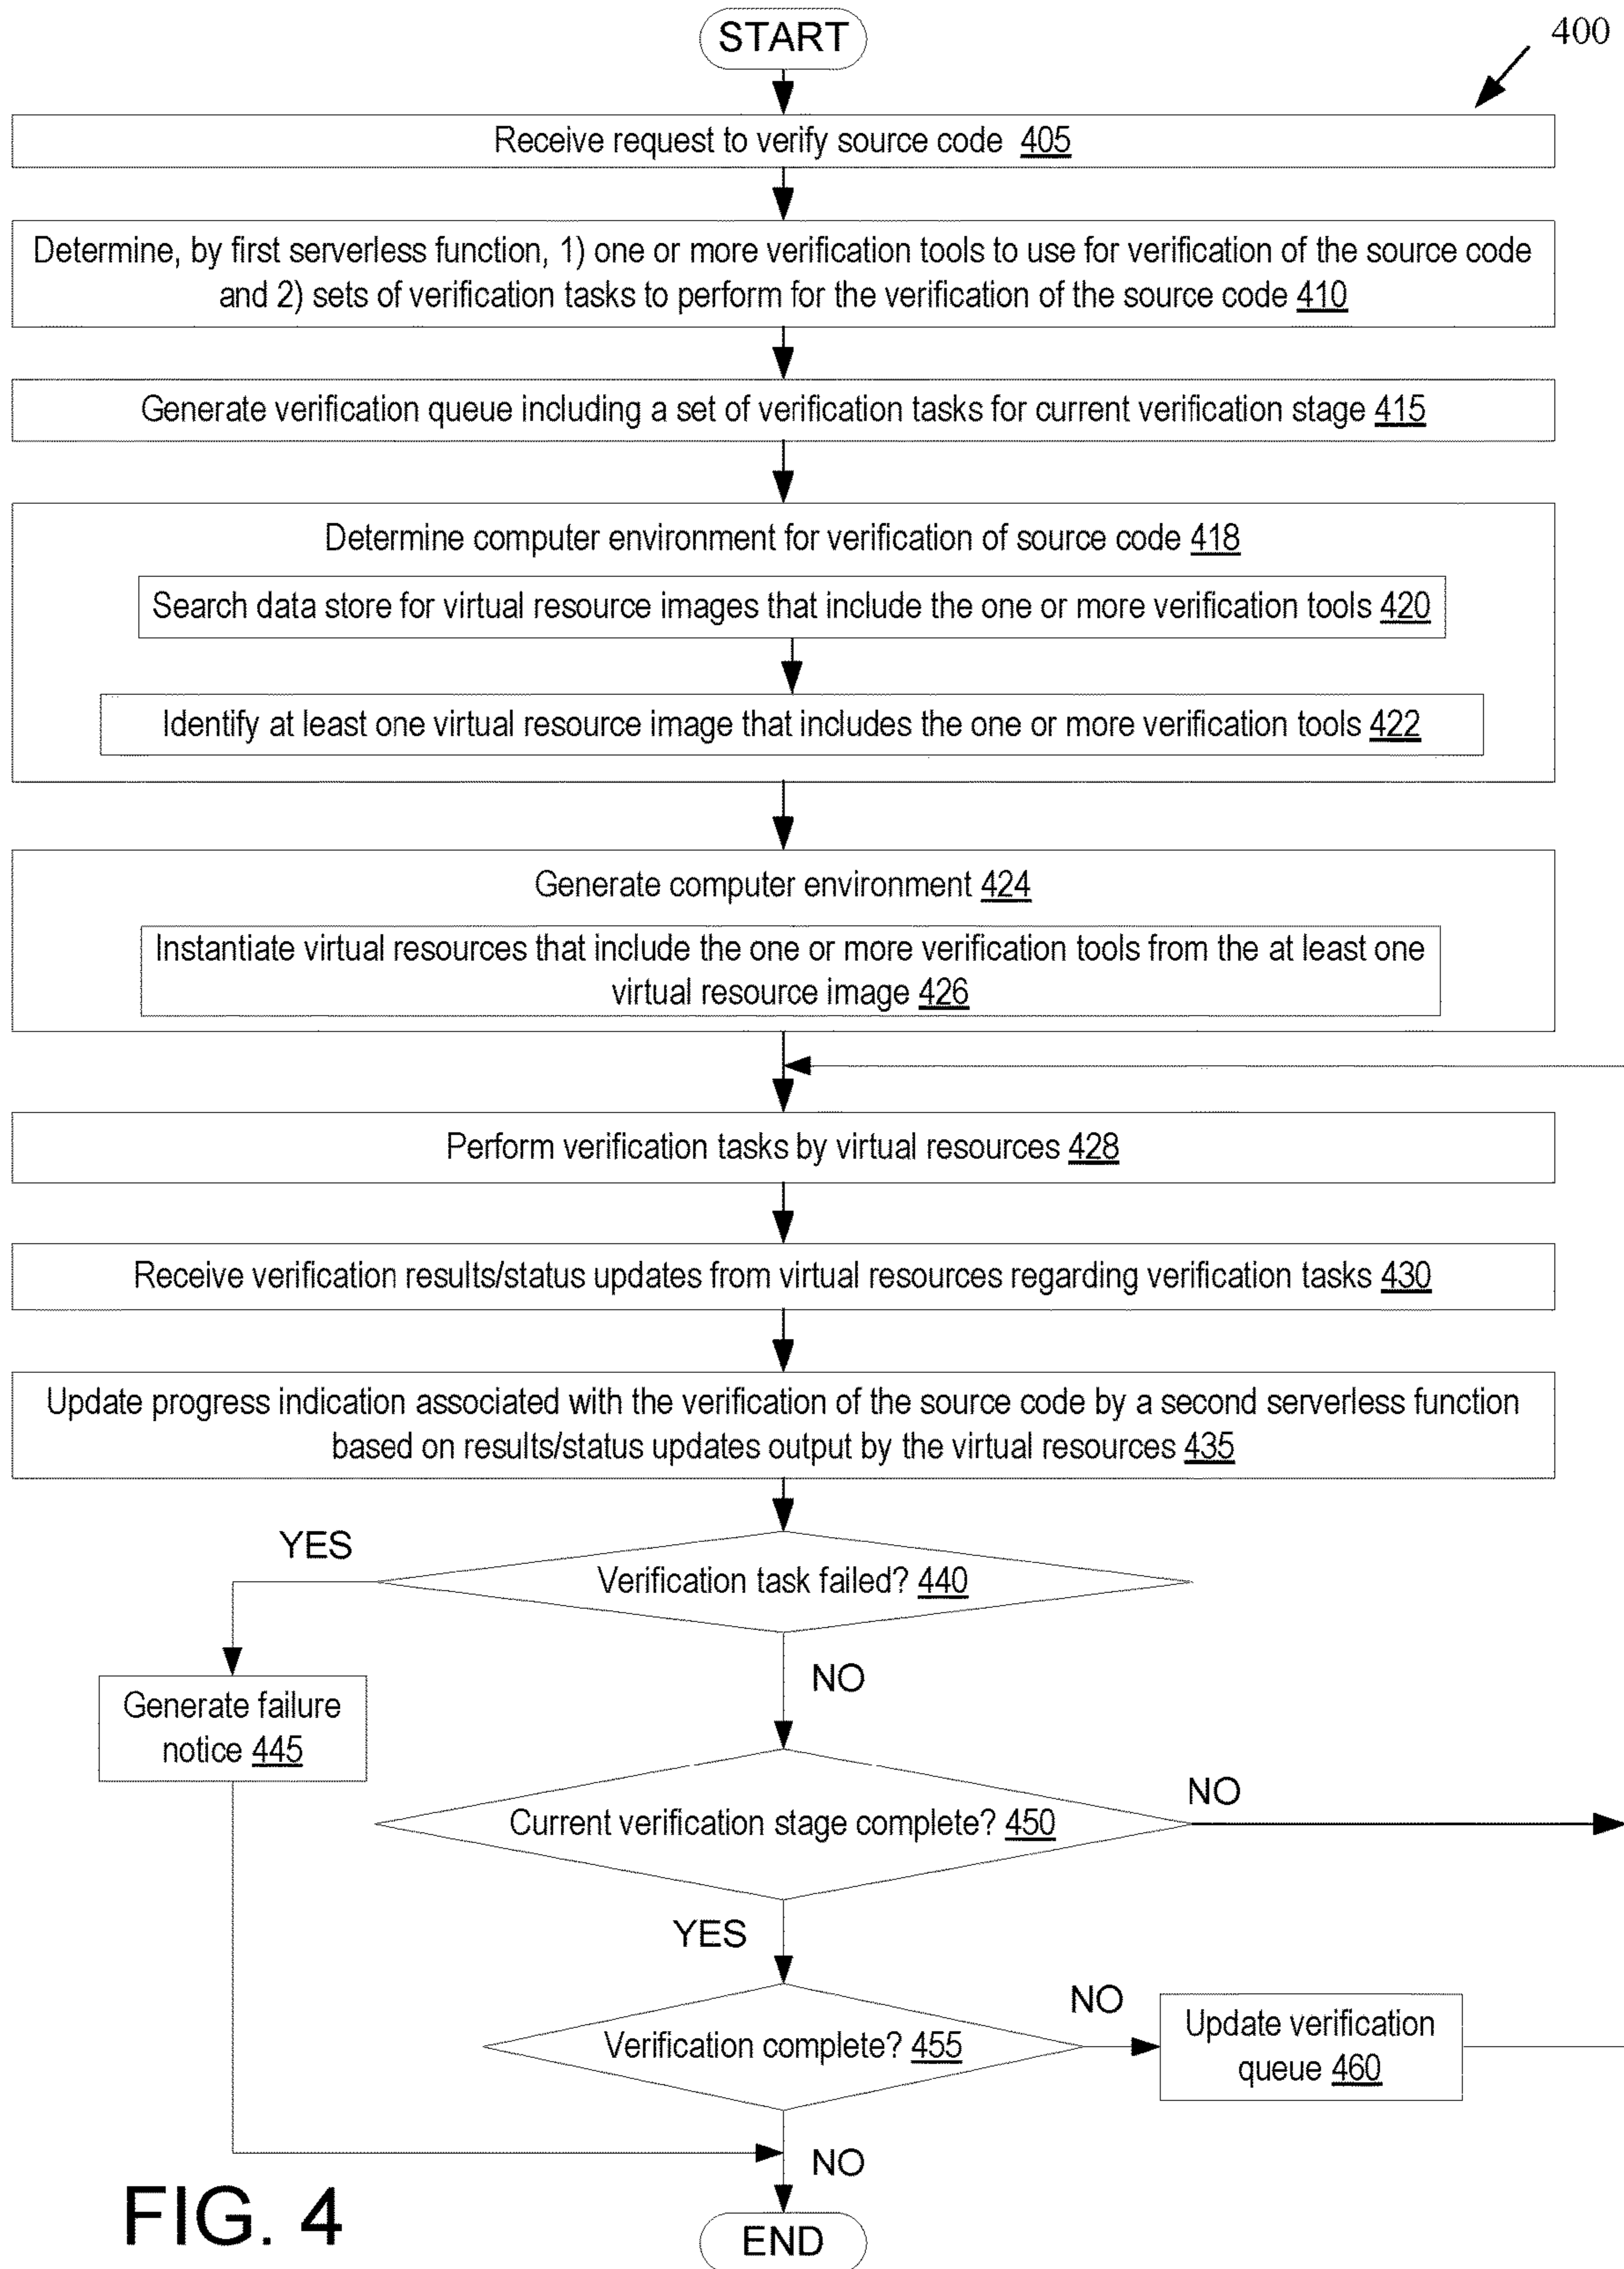 START
400
Receive request to verify source code 405
Determine, by first serverless function, 1) one or more verification tools to use for verification of the source code
and 2) sets of verification tasks to perform for the verification of the source code 410
Generate verification queue including a set of verification tasks for current verification stage 415
Determine computer environment for verification of source code 418
Search data store for virtual resource images that include the one or more verification tools 420
Identify at least one virtual resource image that includes the one or more verification tools 422
Generate computer environment 424
Instantiate virtual resources that include the one or more verification tools from the at least one
virtual resource image 426
Perform verification tasks by virtual resources 428
Receive verification results/status updates from virtual resources regarding verification tasks 430
Update progress indication associated with the verification of the source code by a second serverless function
based on results/status updates output by the virtual resources 435
YES
Verification task failed? 440
NO
Generate failure
notice 445
NO
Current verification stage complete? 450
YES
NO
Verification complete? 455
Update verification
queue 460
NO
FIG. 4
END